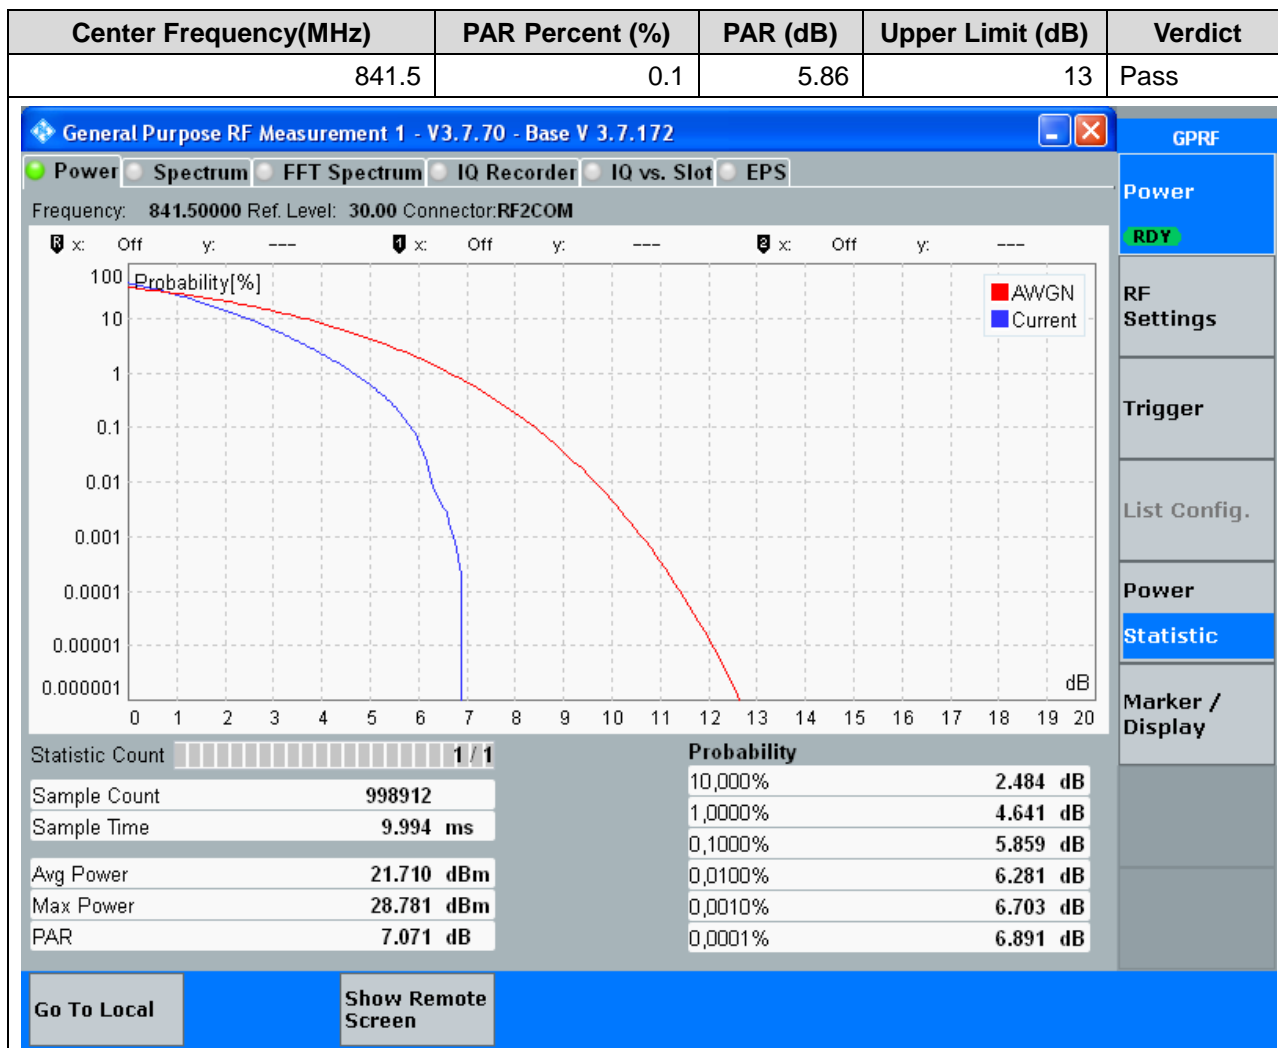 Center Frequency(MHz) PAR Percent (%) PAR (dB) Upper Limit (dB) Verdict
841.5 0.1 5.86 13 Pass
General Purpose RF Measurement 1 - V3.7.70 - Base V 3.7.172
GPRF
Power Spectrum FFT Spectrum IQ Recorder IQ vs. Slot EPS
Frequency: 841.50000 Ref. Level: 30.00 Connector:RF2COM
R x: Off y: --- 1 x: Off y: --- 2 x: Off y: ---
Probability[%]
100
10
1
0.1
0.01
0.001
0.0001
0.00001
0.000001
AWGN
Current
dB
0 1 2 3 4 5 6 7 8 9 10 11 12 13 14 15 16 17 18 19 20
Statistic Count 1 / 1
Sample Count 998912
Sample Time 9.994 ms
Avg Power 21.710 dBm
Max Power 28.781 dBm
PAR 7.071 dB
Probability
10,000% 2.484 dB
1,0000% 4.641 dB
0,1000% 5.859 dB
0,0100% 6.281 dB
0,0010% 6.703 dB
0,0001% 6.891 dB
Power
RDY
RF
Settings
Trigger
List Config.
Power
Statistic
Marker /
Display
Go To Local
Show Remote
Screen